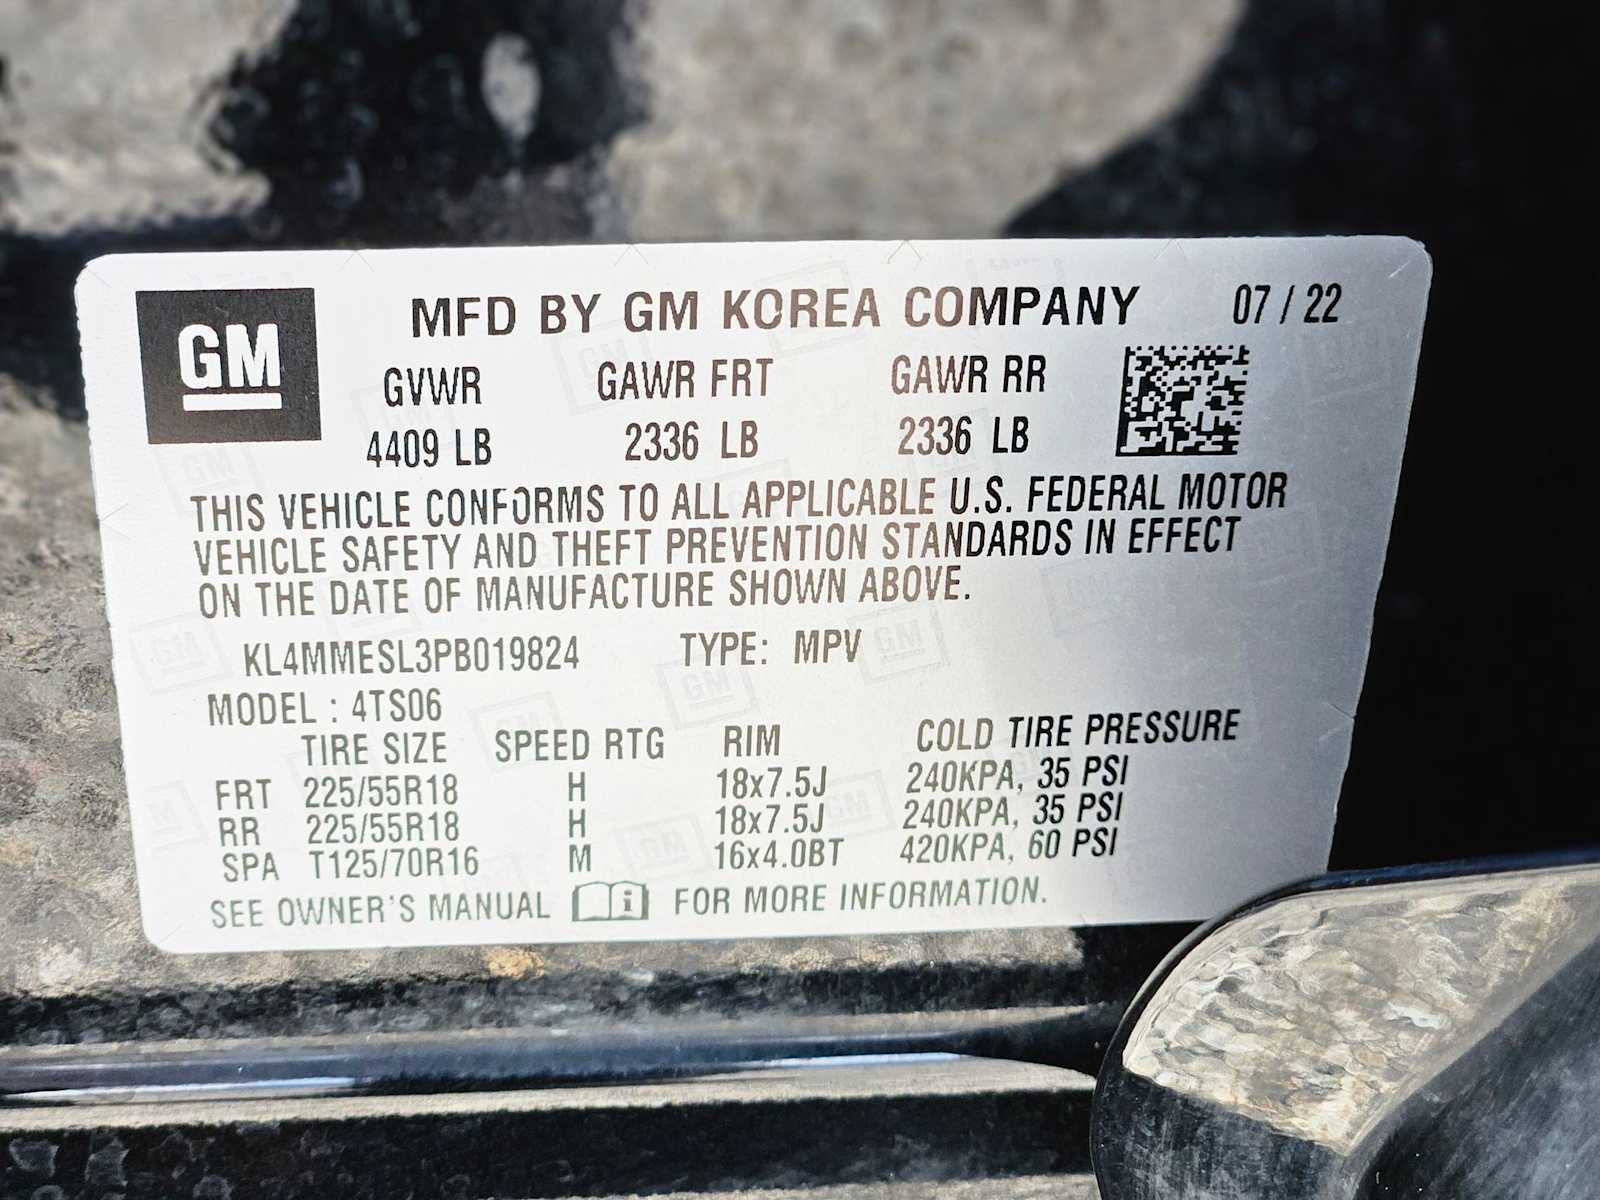 GM
MFD BY GM KOREA COMPANY 07 / 22
GVWR GAWR FRT GAWR RR
4409 LB 2336 LB 2336 LB
THIS VEHICLE CONFORMS TO ALL APPLICABLE U.S. FEDERAL MOTOR
VEHICLE SAFETY AND THEFT PREVENTION STANDARDS IN EFFECT
ON THE DATE OF MANUFACTURE SHOWN ABOVE.
KL4MMESL3PB019824 TYPE: MPV
MODEL : 4TS06
TIRE SIZE SPEED RTG RIM COLD TIRE PRESSURE
FRT 225/55R18 H 18x7.5J 240KPA, 35 PSI
RR 225/55R18 H 18x7.5J 240KPA, 35 PSI
SPA T125/70R16 M 16x4.0BT 420KPA, 60 PSI
SEE OWNER'S MANUAL i FOR MORE INFORMATION.